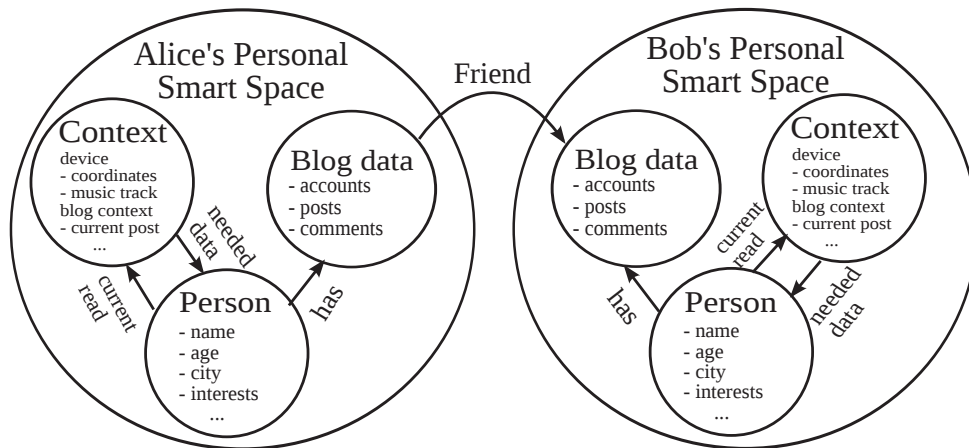 Alice's Personal
Smart Space
Context
device
- coordinates
- music track
blog context
- current post
...
Blog data
- accounts
- posts
- comments
needed
data
current
read
has
Person
- name
- age
- city
- interests
...
Friend
Bob's Personal
Smart Space
Blog data
- accounts
- posts
- comments
Context
device
- coordinates
- music track
blog context
- current post
...
current
read
needed
data
has
Person
- name
- age
- city
- interests
...